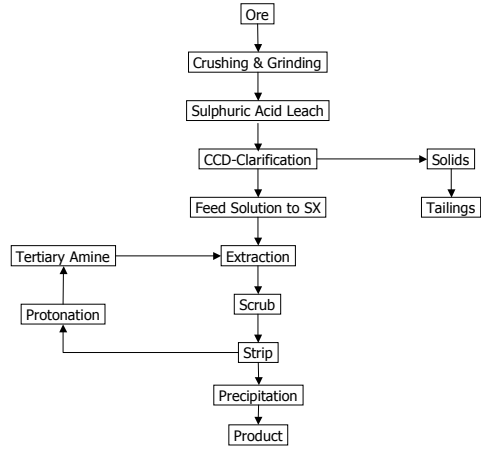 Ore
Crushing & Grinding
Sulphuric Acid Leach
CCD-Clarification
Solids
Feed Solution to SX
Tailings
Tertiary Amine
Extraction
Scrub
Protonation
Strip
Precipitation
Product